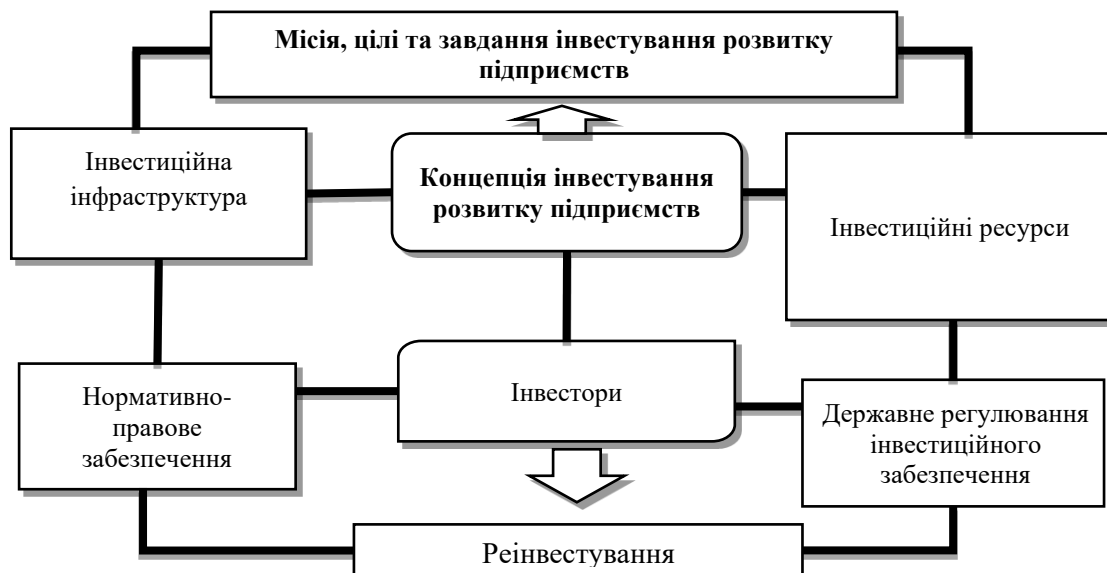 Місія, цілі та завдання інвестування розвитку
підприємств
Інвестиційна
інфраструктура
Концепція інвестування
розвитку підприємств
Інвестиційні ресурси
Нормативно-
правове
забезпечення
Інвестори
Державне регулювання
інвестиційного
забезпечення
Реінвестування